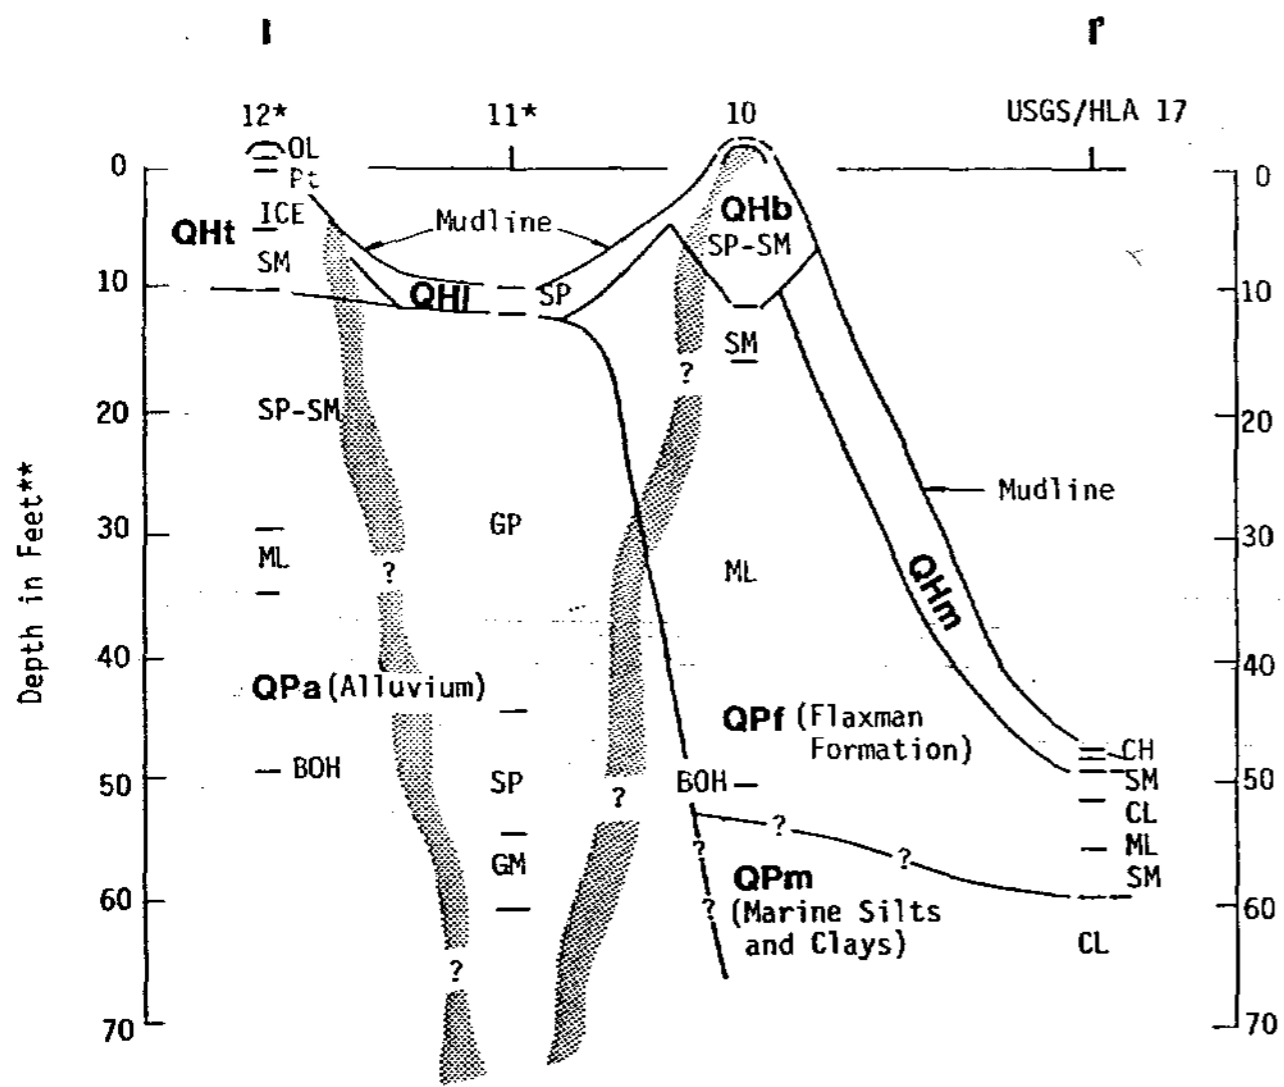 I I'
12* 11* 10 USGS/HLA 17
OL
0 0
Pt
ICE Mudline QHb
QHt SP-SM
SM
10 QHl SP 10
SM
?
20 SP-SM 20
Mudline
GP
30 30
ML ML
? QHm
Depth in Feet**
40 40
QPa (Alluvium)
QPf (Flaxman
Formation)
CH
BOH SP BOH SM
50 ? 50
CL
?
ML
? ?
GM QPm SM
60 ? 60
(Marine Silts
and Clays) CL
?
70 70